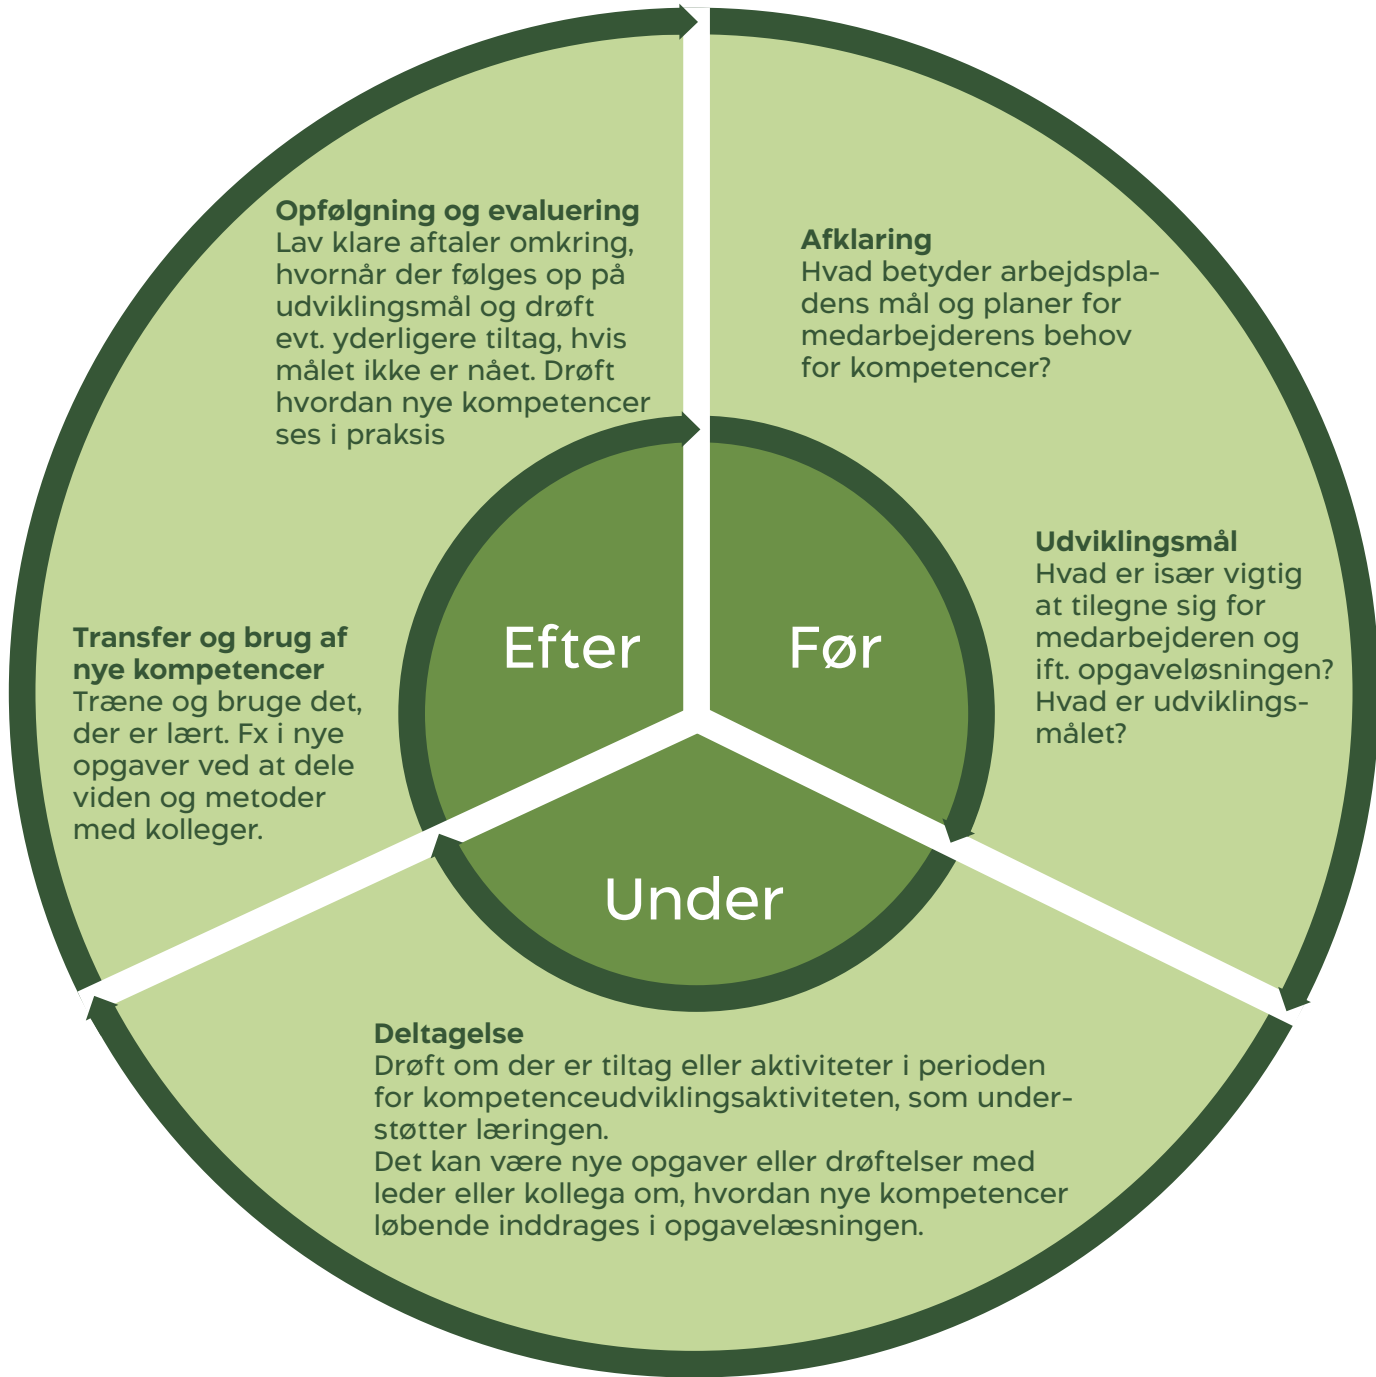 Opfølgning og evaluering
Lav klare aftaler omkring,
hvornår der følges op på
udviklingsmål og drøft
evt. yderligere tiltag, hvis
målet ikke er nået. Drøft
hvordan nye kompetencer
ses i praksis
Afklaring
Hvad betyder arbejdspla-
dens mål og planer for
medarbejderens behov
for kompetencer?
Udviklingsmål
Hvad er især vigtig
at tilegne sig for
medarbejderen og
ift. opgaveløsningen?
Hvad er udviklings-
målet?
Transfer og brug af
nye kompetencer
Træne og bruge det,
der er lært. Fx i nye
opgaver ved at dele
viden og metoder
med kolleger.
Efter
Før
Under
Deltagelse
Drøft om der er tiltag eller aktiviteter i perioden
for kompetenceudviklingsaktiviteten, som under-
støtter læringen.
Det kan være nye opgaver eller drøftelser med
leder eller kollega om, hvordan nye kompetencer
løbende inddrages i opgavelæsningen.